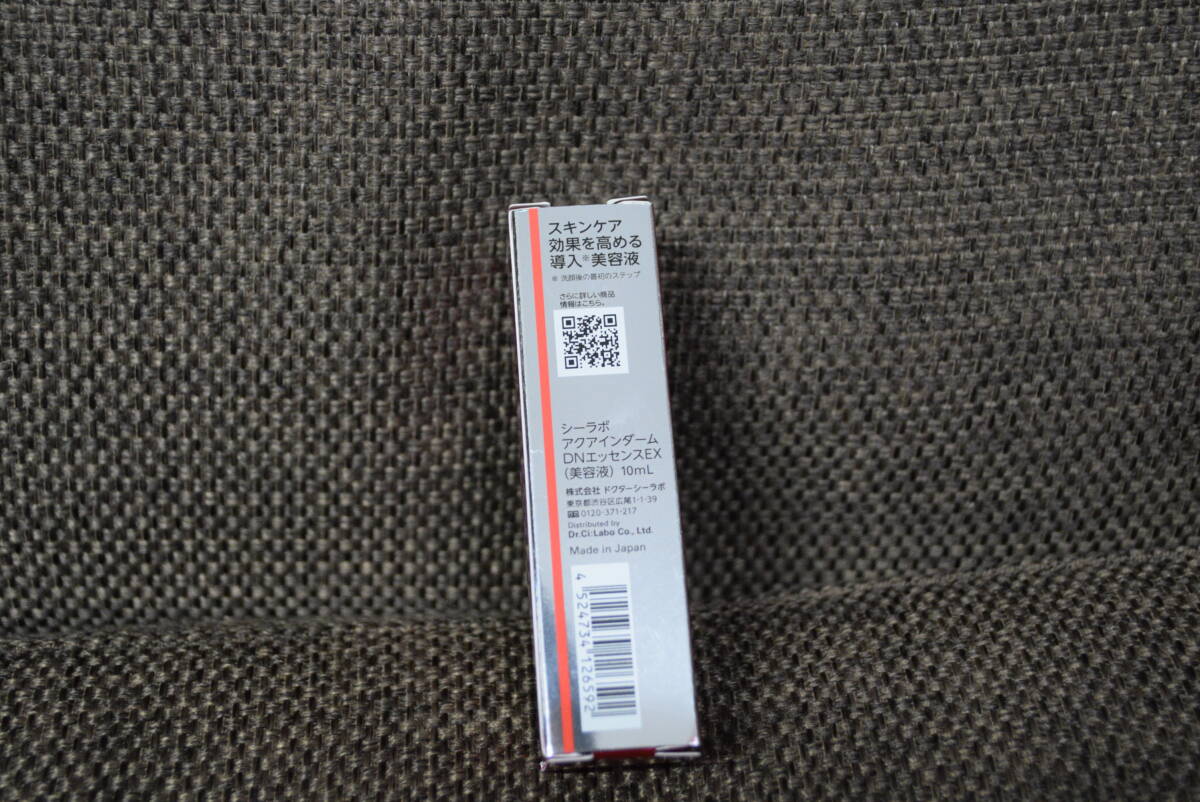 スキンケア
効果を高める
導入※美容液
※ 洗顔後の最初のステップ
さらに詳しい商品
情報はこちら。
シーラボ
アクアインダーム
DNエッセンスEX
（美容液） 10mL
株式会社 ドクターシーラボ
東京都渋谷区広尾1-1-39
0120-371-217
Distributed by
Dr.Ci:Labo Co., Ltd.
Made in Japan
4 524734 126592